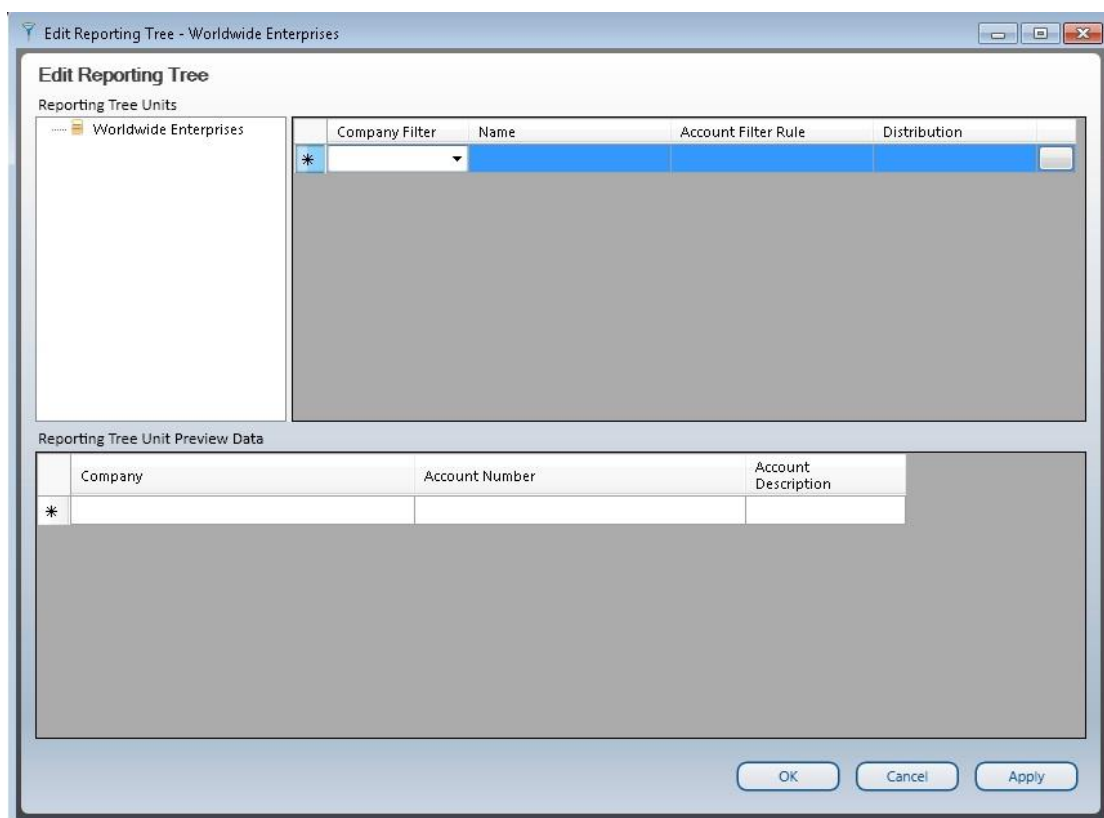 Edit Reporting Tree - Worldwide Enterprises
Edit Reporting Tree
Reporting Tree Units
Worldwide Enterprises
Company Filter Name Account Filter Rule Distribution
Reporting Tree Unit Preview Data
Company Account Number Account
Description
OK Cancel Apply